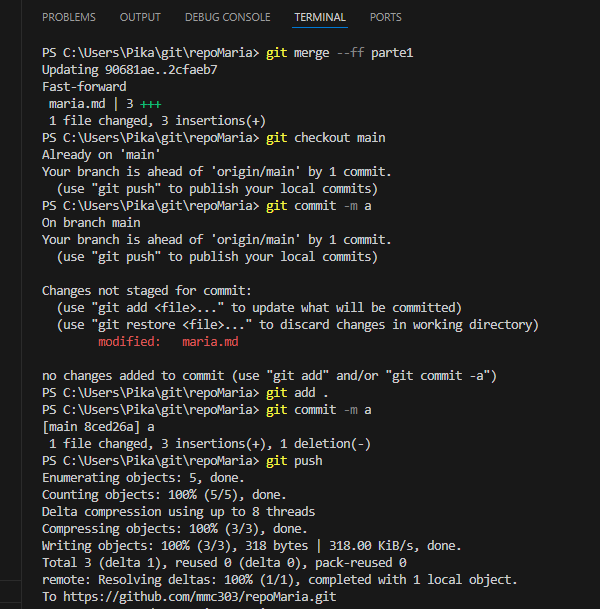 PROBLEMS OUTPUT DEBUG CONSOLE TERMINAL PORTS
PS C:\Users\Pika\git\repoMaria> git merge --ff parte1
Updating 90681ae..2cfaeb7
Fast-forward
 maria.md | 3 +++
 1 file changed, 3 insertions(+)
PS C:\Users\Pika\git\repoMaria> git checkout main
Already on 'main'
Your branch is ahead of 'origin/main' by 1 commit.
  (use "git push" to publish your local commits)
PS C:\Users\Pika\git\repoMaria> git commit -m a
On branch main
Your branch is ahead of 'origin/main' by 1 commit.
  (use "git push" to publish your local commits)
Changes not staged for commit:
  (use "git add <file>..." to update what will be committed)
  (use "git restore <file>..." to discard changes in working directory)
        modified:   maria.md
no changes added to commit (use "git add" and/or "git commit -a")
PS C:\Users\Pika\git\repoMaria> git add .
PS C:\Users\Pika\git\repoMaria> git commit -m a
[main 8ced26a] a
 1 file changed, 3 insertions(+), 1 deletion(-)
PS C:\Users\Pika\git\repoMaria> git push
Enumerating objects: 5, done.
Counting objects: 100% (5/5), done.
Delta compression using up to 8 threads
Compressing objects: 100% (3/3), done.
Writing objects: 100% (3/3), 318 bytes | 318.00 KiB/s, done.
Total 3 (delta 1), reused 0 (delta 0), pack-reused 0
remote: Resolving deltas: 100% (1/1), completed with 1 local object.
To https://github.com/mmc303/repoMaria.git